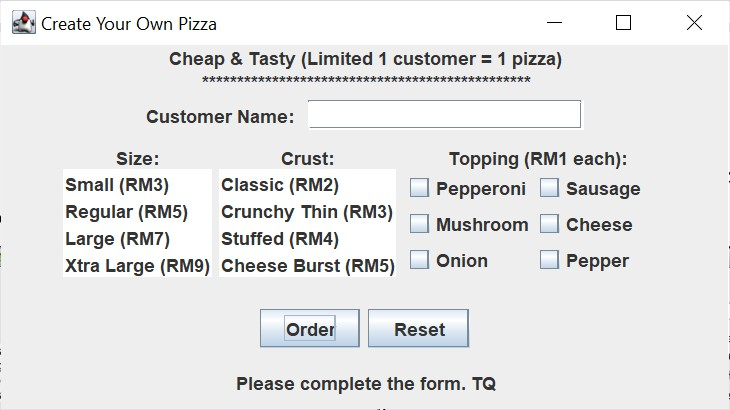 Create Your Own Pizza
Cheap & Tasty (Limited 1 customer = 1 pizza)
***********************************************
Customer Name:
Size: Crust: Topping (RM1 each):
Small (RM3) Classic (RM2) Pepperoni Sausage
Regular (RM5) Crunchy Thin (RM3) Mushroom Cheese
Large (RM7) Stuffed (RM4) Onion Pepper
Xtra Large (RM9) Cheese Burst (RM5)
Order Reset
Please complete the form. TQ